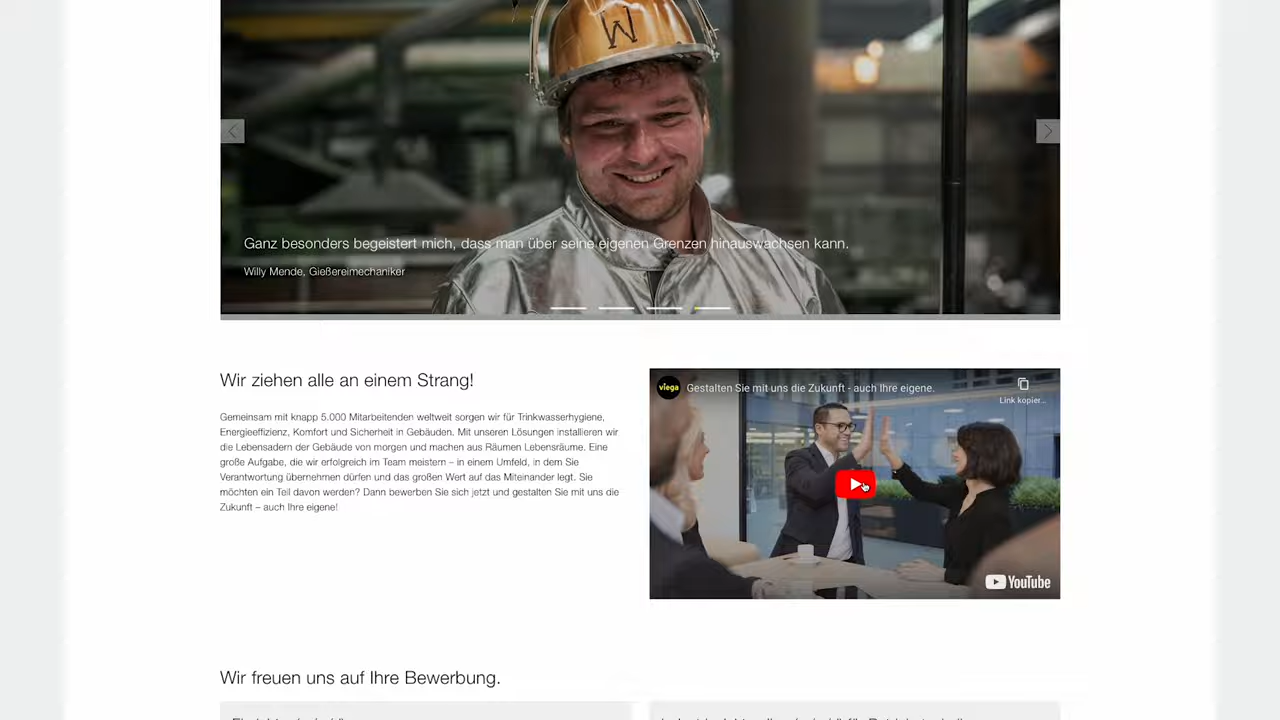 W
Ganz besonders begeistert mich, dass man über seine eigenen Grenzen hinauswachsen kann.
Willy Mende, Gießereimechaniker
Wir ziehen alle an einem Strang!
Gemeinsam mit knapp 5.000 Mitarbeitenden weltweit sorgen wir für Trinkwasserhygiene,
Energieeffizienz, Komfort und Sicherheit in Gebäuden. Mit unseren Lösungen installieren wir
die Lebensadern der Gebäude von morgen und machen aus Räumen Lebensräume. Eine
große Aufgabe, die wir erfolgreich im Team meistern – in einem Umfeld, in dem Sie
Verantwortung übernehmen dürfen und das großen Wert auf das Miteinander legt. Sie
möchten ein Teil davon werden? Dann bewerben Sie sich jetzt und gestalten Sie mit uns die
Zukunft – auch Ihre eigene!
viega
Gestalten Sie mit uns die Zukunft - auch Ihre eigene.
Link kopier...
YouTube
Wir freuen uns auf Ihre Bewerbung.